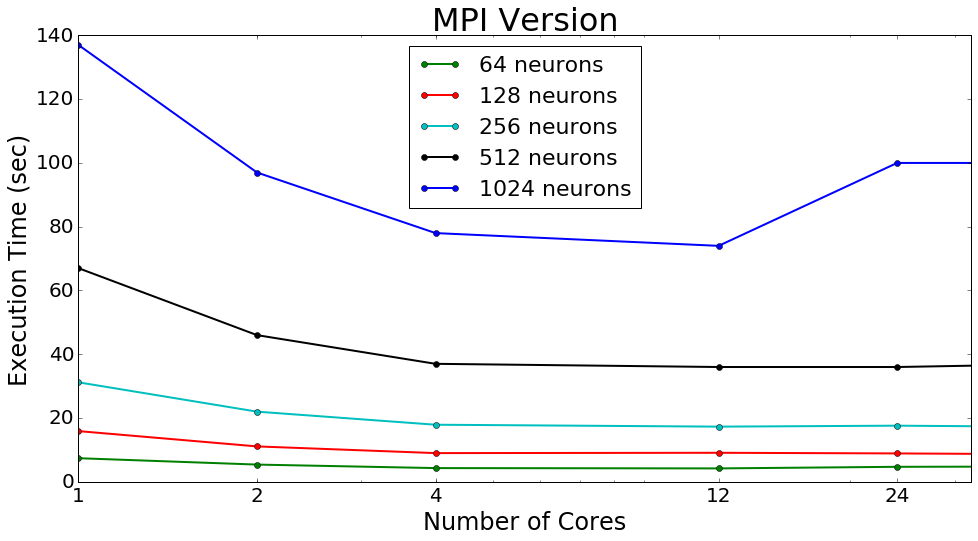 MPI Version
140
120
100
80
60
40
20
0
Execution Time (sec)
64 neurons
128 neurons
256 neurons
512 neurons
1024 neurons
1 2 4 12 24
Number of Cores